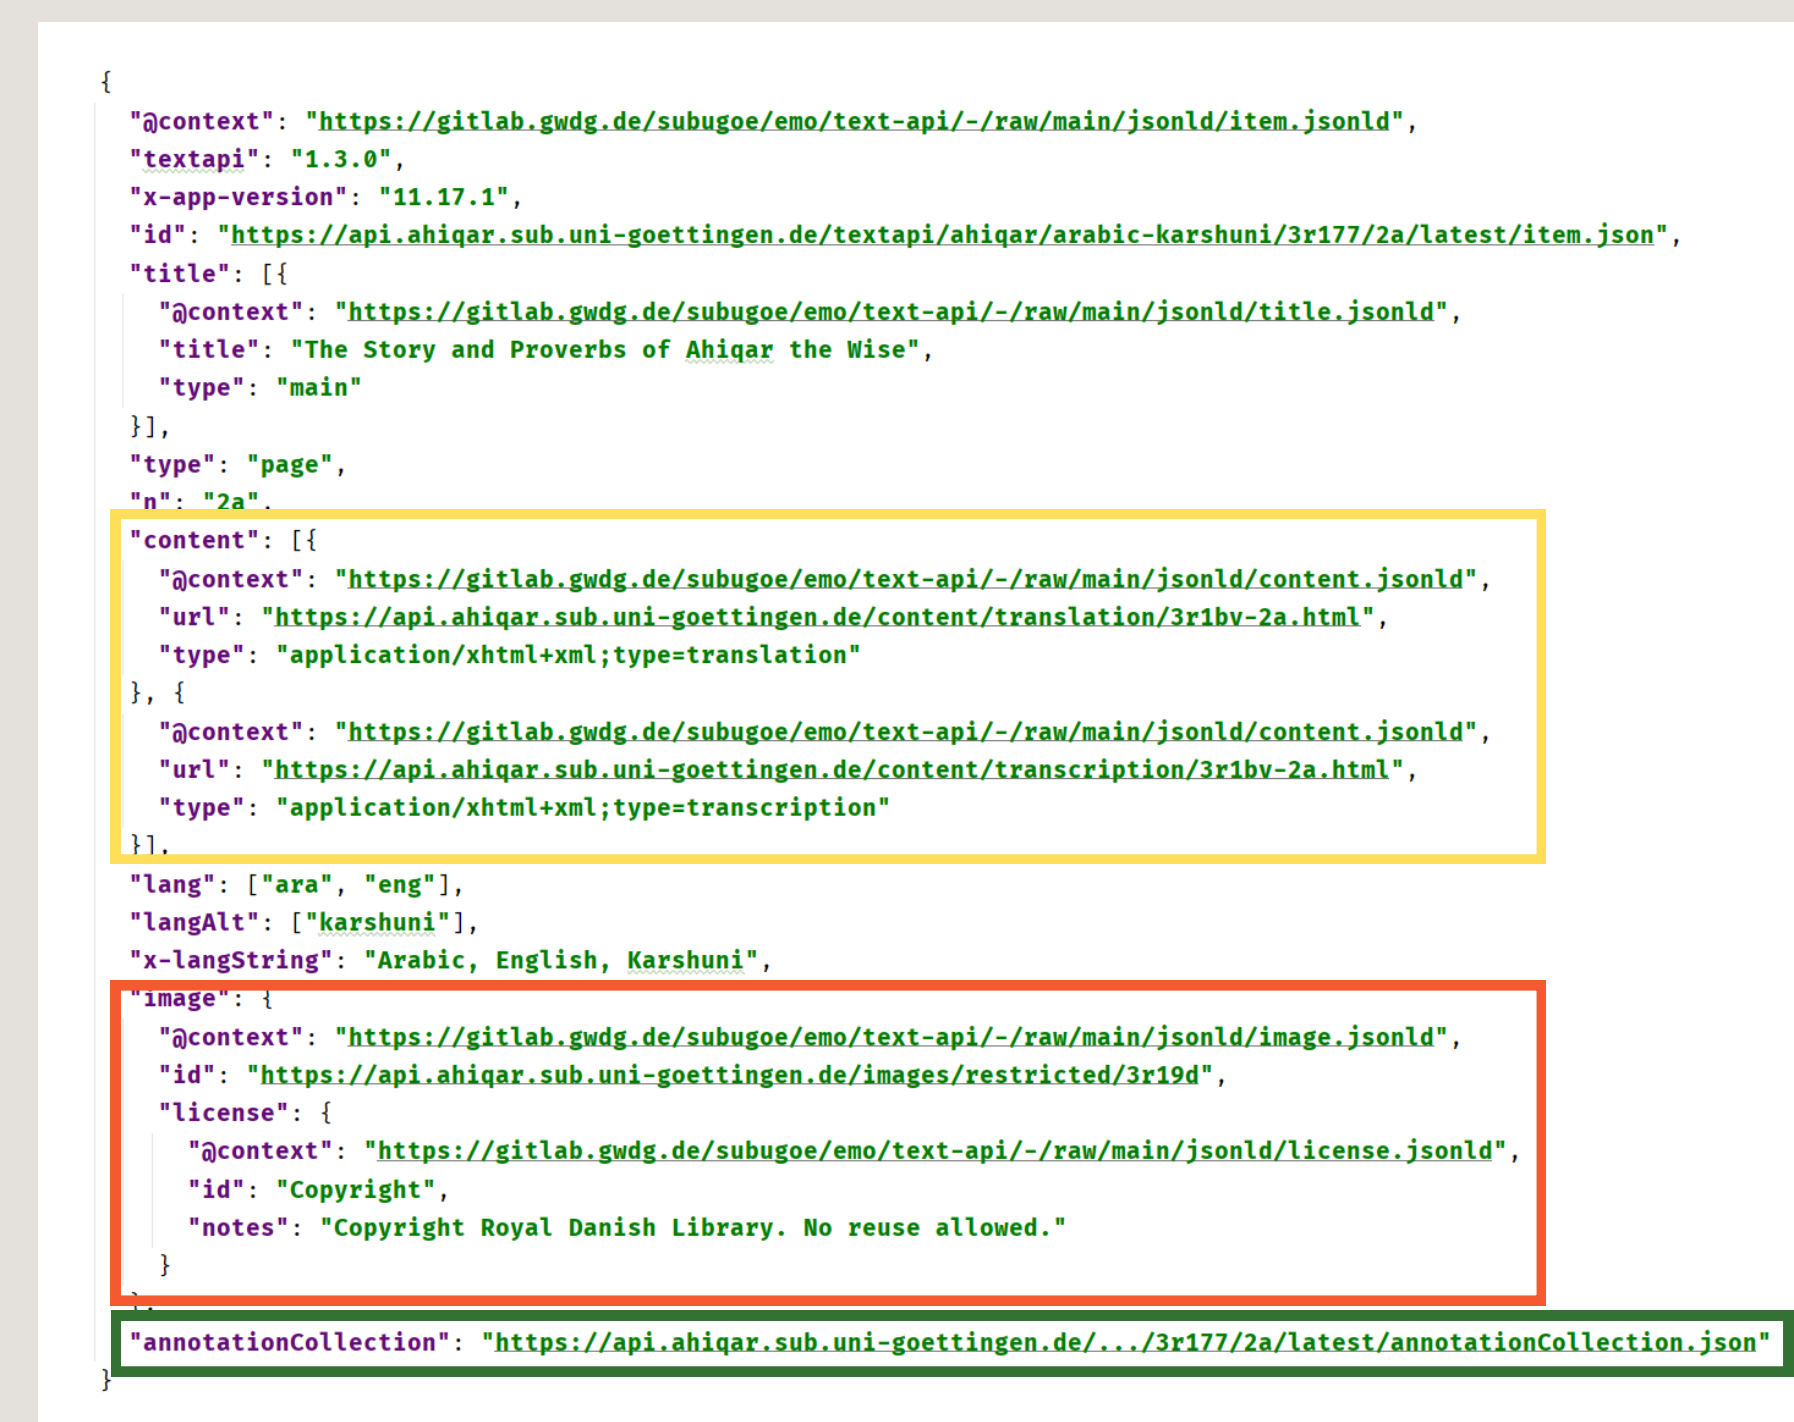 {
"@context": "https://gitlab.gwdg.de/subugoe/emo/text-api/-/raw/main/jsonld/item.jsonld",
"textapi": "1.3.0",
"x-app-version": "11.17.1",
"id": "https://api.ahiqar.sub.uni-goettingen.de/textapi/ahiqar/arabic-karshuni/3r177/2a/latest/item.json",
"title": [{
"@context": "https://gitlab.gwdg.de/subugoe/emo/text-api/-/raw/main/jsonld/title.jsonld",
"title": "The Story and Proverbs of Ahiqar the Wise",
"type": "main"
}],
"type": "page",
"n": "2a",
"content": [{
"@context": "https://gitlab.gwdg.de/subugoe/emo/text-api/-/raw/main/jsonld/content.jsonld",
"url": "https://api.ahiqar.sub.uni-goettingen.de/content/translation/3r1bv-2a.html",
"type": "application/xhtml+xml;type=translation"
}, {
"@context": "https://gitlab.gwdg.de/subugoe/emo/text-api/-/raw/main/jsonld/content.jsonld",
"url": "https://api.ahiqar.sub.uni-goettingen.de/content/transcription/3r1bv-2a.html",
"type": "application/xhtml+xml;type=transcription"
}],
"lang": ["ara", "eng"],
"langAlt": ["karshuni"],
"x-langString": "Arabic, English, Karshuni",
"image": {
"@context": "https://gitlab.gwdg.de/subugoe/emo/text-api/-/raw/main/jsonld/image.jsonld",
"id": "https://api.ahiqar.sub.uni-goettingen.de/images/restricted/3r19d",
"license": {
"@context": "https://gitlab.gwdg.de/subugoe/emo/text-api/-/raw/main/jsonld/license.jsonld",
"id": "Copyright",
"notes": "Copyright Royal Danish Library. No reuse allowed."
}
},
"annotationCollection": "https://api.ahiqar.sub.uni-goettingen.de/.../3r177/2a/latest/annotationCollection.json"
}